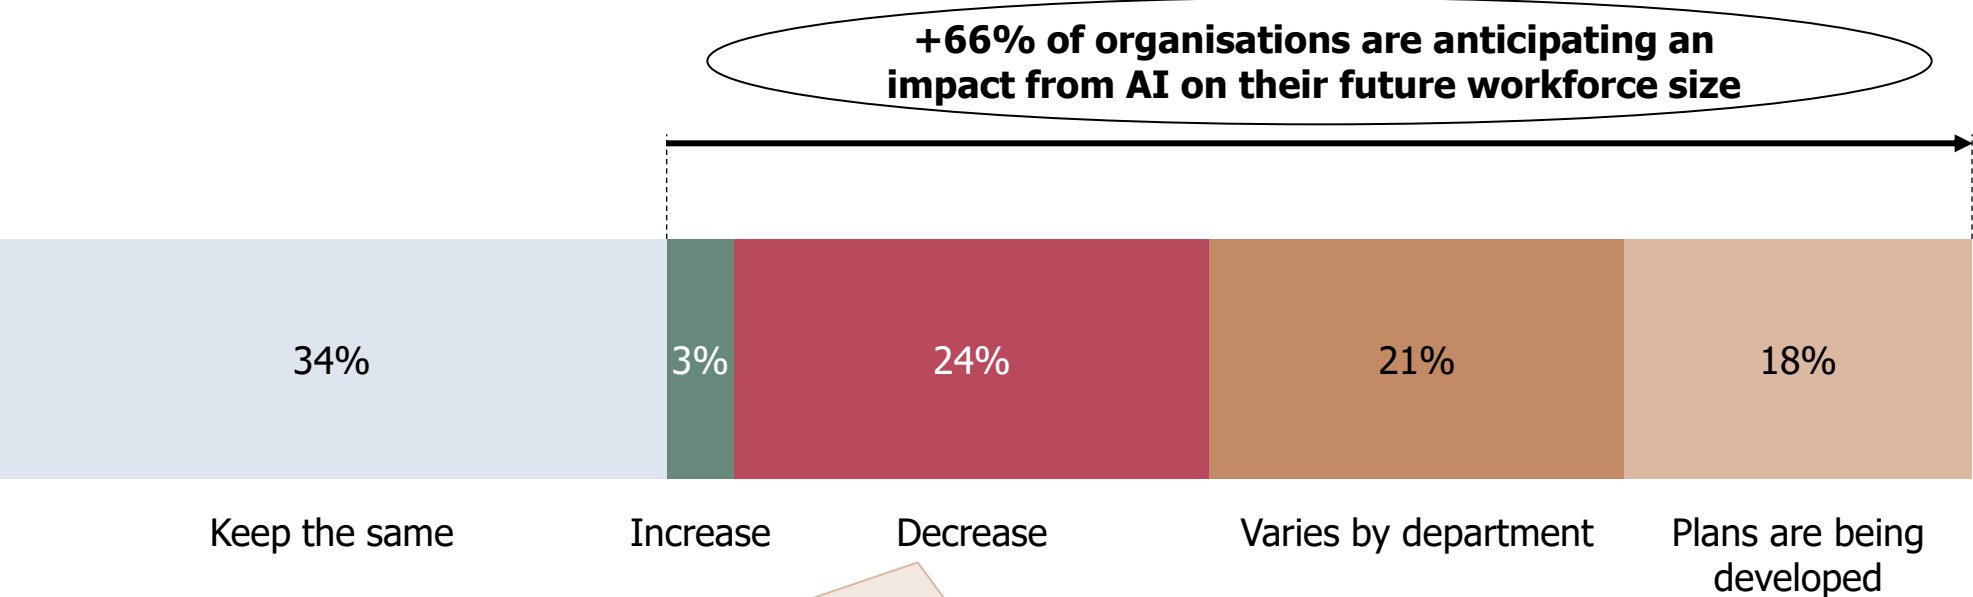 +66% of organisations are anticipating an
impact from AI on their future workforce size
34%
3%
24%
21%
18%
Keep the same
Increase
Decrease
Varies by department
Plans are being
developed